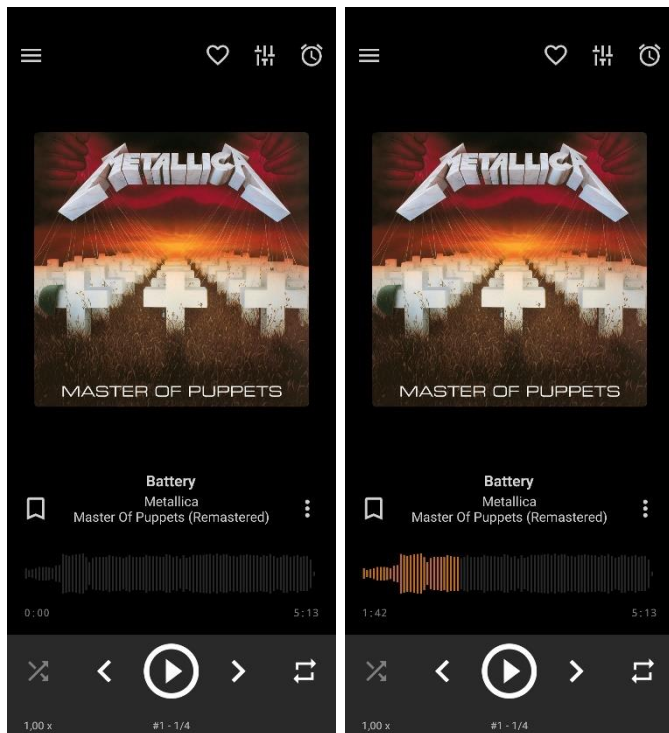 METALLICA
MASTER OF PUPPETS
Battery
Metallica
Master Of Puppets (Remastered)
0:00
5:13
1,00 x
#1 - 1/4
METALLICA
MASTER OF PUPPETS
Battery
Metallica
Master Of Puppets (Remastered)
1:42
5:13
1,00 x
#1 - 1/4